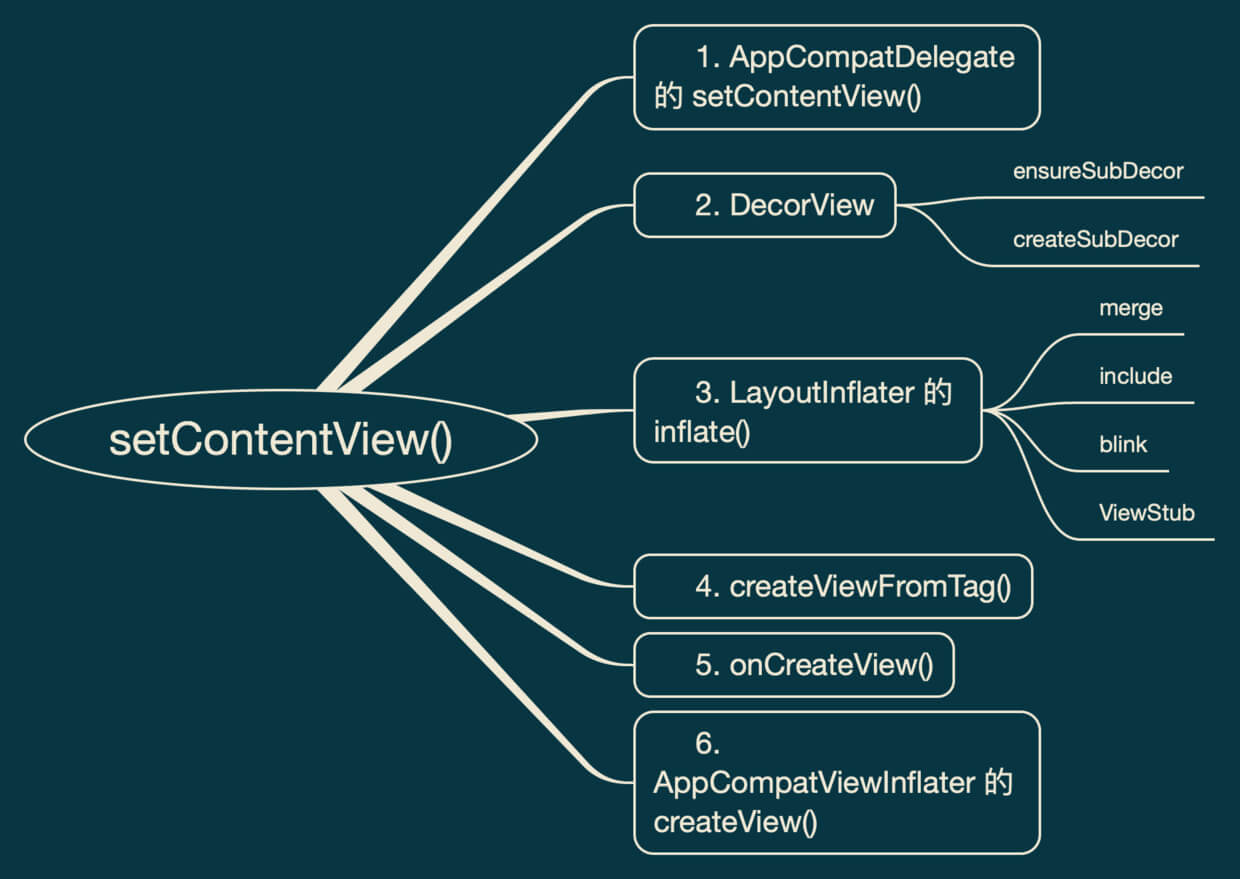 setContentView()
1. AppCompatDelegate
的 setContentView()
2. DecorView
ensureSubDecor
createSubDecor
3. LayoutInflater 的
inflate()
merge
include
blink
ViewStub
4. createViewFromTag()
5. onCreateView()
6.
AppCompatViewInflater 的
createView()